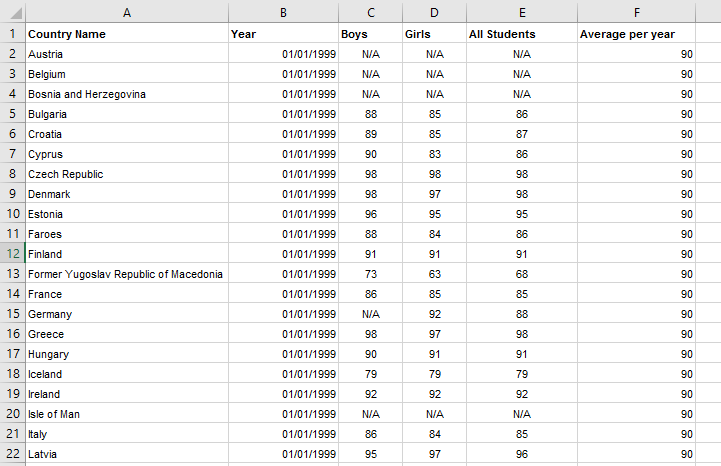 A B C D E F
1 Country Name Year Boys Girls All Students Average per year
2 Austria 01/01/1999 N/A N/A N/A 90
3 Belgium 01/01/1999 N/A N/A N/A 90
4 Bosnia and Herzegovina 01/01/1999 N/A N/A N/A 90
5 Bulgaria 01/01/1999 88 85 86 90
6 Croatia 01/01/1999 89 85 87 90
7 Cyprus 01/01/1999 90 83 86 90
8 Czech Republic 01/01/1999 98 98 98 90
9 Denmark 01/01/1999 98 97 98 90
10 Estonia 01/01/1999 96 95 95 90
11 Faroes 01/01/1999 88 84 86 90
12 Finland 01/01/1999 91 91 91 90
13 Former Yugoslav Republic of Macedonia 01/01/1999 73 63 68 90
14 France 01/01/1999 86 85 85 90
15 Germany 01/01/1999 N/A 92 88 90
16 Greece 01/01/1999 98 97 98 90
17 Hungary 01/01/1999 90 91 91 90
18 Iceland 01/01/1999 79 79 79 90
19 Ireland 01/01/1999 92 92 92 90
20 Isle of Man 01/01/1999 N/A N/A N/A 90
21 Italy 01/01/1999 86 84 85 90
22 Latvia 01/01/1999 95 97 96 90